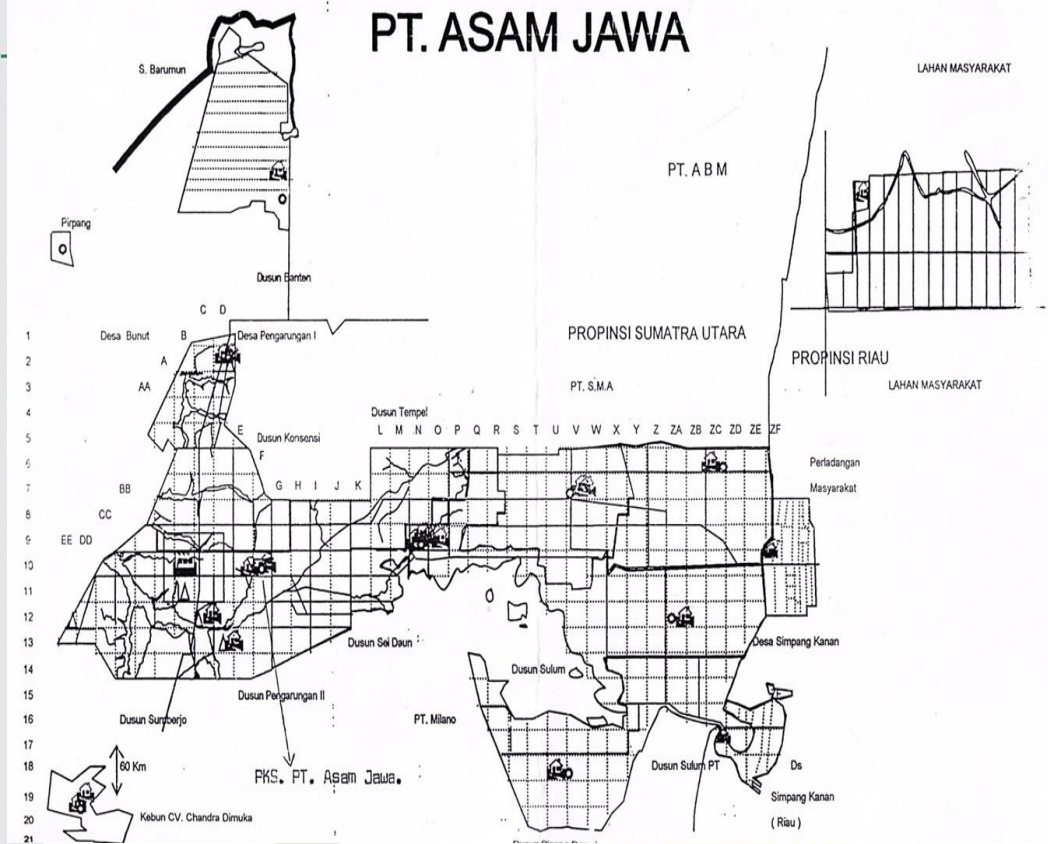 PT. ASAM JAWA
S. Barumun
LAHAN MASYARAKAT
PT. A B M
Pirpang
Dusun Banten
C D
1
Desa Bunut
B
Desa Pengarungan I
PROPINSI SUMATRA UTARA
2
A
PROPINSI RIAU
3
AA
PT. S.M.A
LAHAN MASYARAKAT
4
Dusun Tempel
5
E
Dusun Konsensi
L M N O P Q R S T U V W X Y Z ZA ZB ZC ZD ZE ZF
F
6
Perladangan
7
BB
G H I J K
Masyarakat
8
CC
9
EE DD
10
11
12
13
Dusun Sei Daun
Desa Simpang Kanan
14
Dusun Sulum
15
Dusun Pengarungan II
16
Dusun Sumberjo
PT. Milano
17
18
60 Km
PKS. PT. Asam Jawa.
Dusun Sulum PT
Ds
19
Simpang Kanan
20
Kebun CV. Chandra Dimuka
( Riau )
21